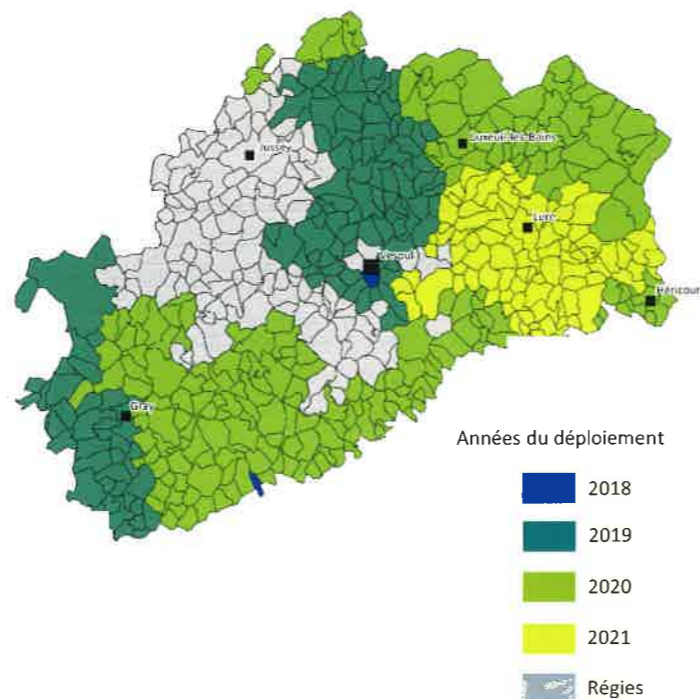 Jussey
Luxeuil-les-Bains
Lure
Vesoul
Héricourt
Gray
Années du déploiement
2018
2019
2020
2021
Régies